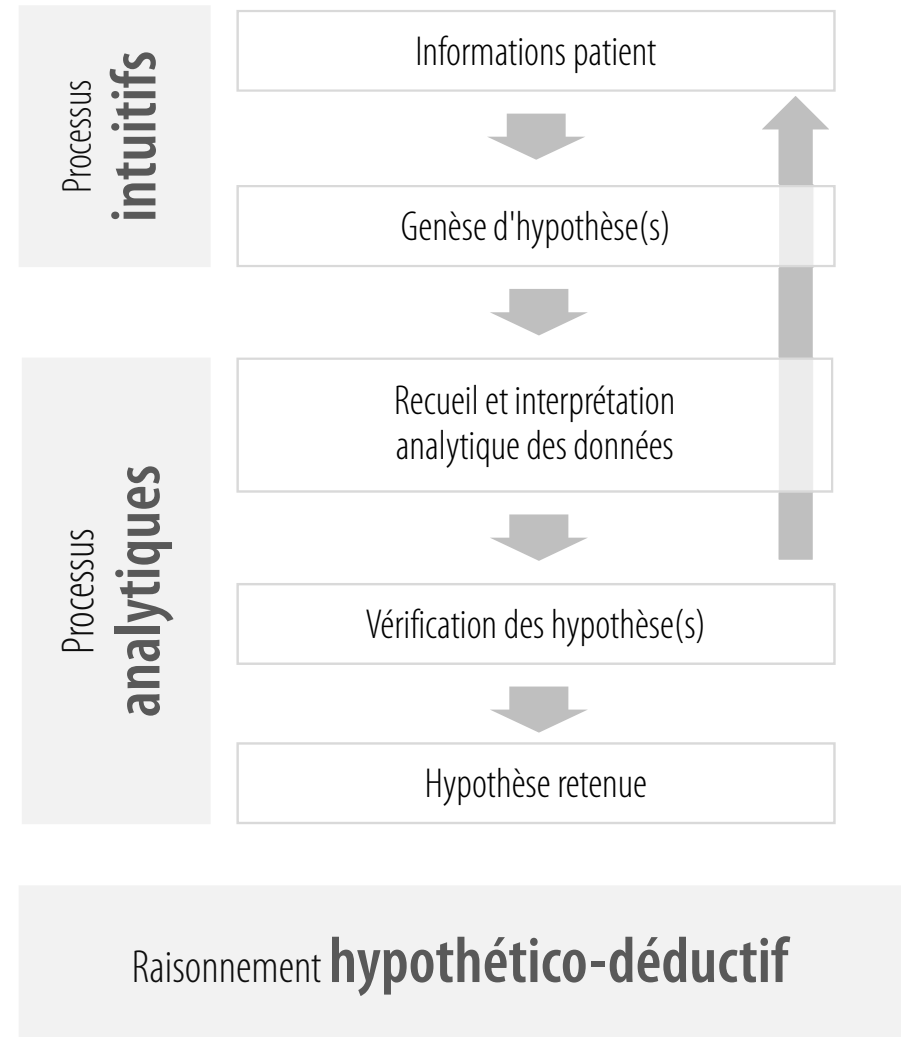 Processus
intuitifs
Informations patient
Genèse d'hypothèse(s)
Processus
analytiques
Recueil et interprétation
analytique des données
Vérification des hypothèse(s)
Hypothèse retenue
Raisonnement hypothético-déductif